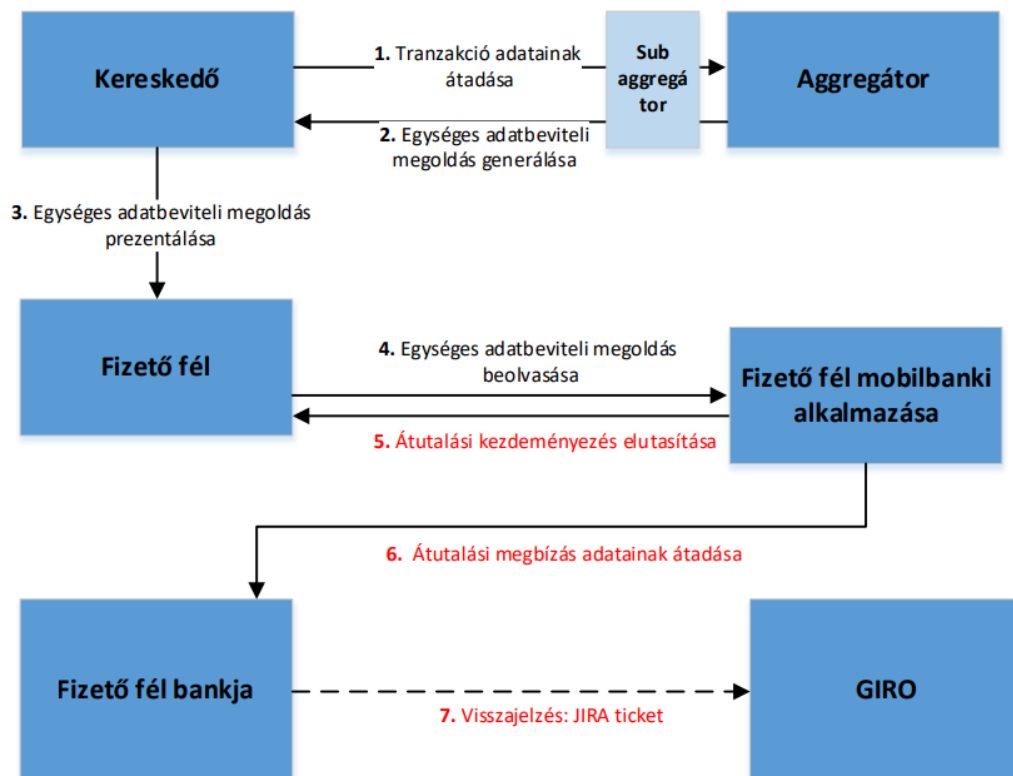 Kereskedő
1. Tranzakció adatainak
átadása
Sub
aggregá
tor
Aggregátor
2. Egységes adatbeviteli
megoldás generálása
3. Egységes adatbeviteli megoldás
prezentálása
Fizető fél
4. Egységes adatbeviteli megoldás
beolvasása
Fizető fél mobilbanki
alkalmazása
5. Átutalási kezdeményezés elutasítása
6. Átutalási megbízás adatainak átadása
Fizető fél bankja
GIRO
7. Visszajelzés: JIRA ticket